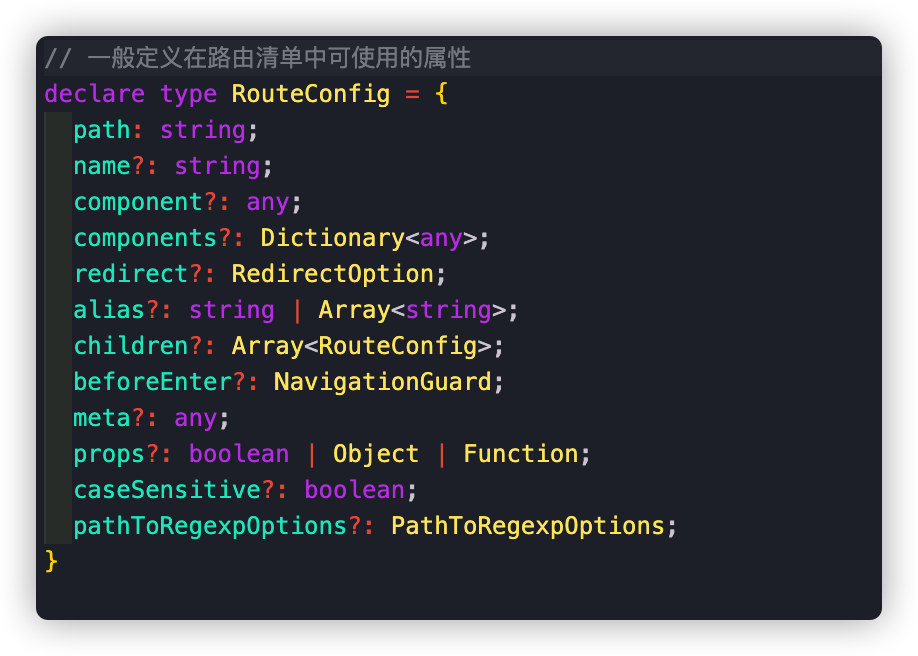 // 一般定义在路由清单中可使用的属性
declare type RouteConfig = {
  path: string;
  name?: string;
  component?: any;
  components?: Dictionary<any>;
  redirect?: RedirectOption;
  alias?: string | Array<string>;
  children?: Array<RouteConfig>;
  beforeEnter?: NavigationGuard;
  meta?: any;
  props?: boolean | Object | Function;
  caseSensitive?: boolean;
  pathToRegexpOptions?: PathToRegexpOptions;
}